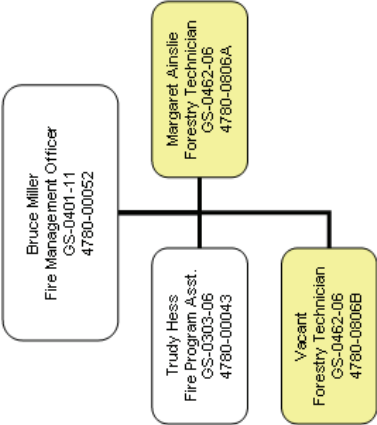 Bruce Miller
Fire Management Officer
GS-0401-11
4780-00052
Trudy Hess
Fire Program Asst.
GS-0303-06
4780-00043
Margaret Ainslie
Forestry Technician
GS-0462-06
4780-0806A
Vacant
Forestry Technician
GS-0462-06
4780-0806B